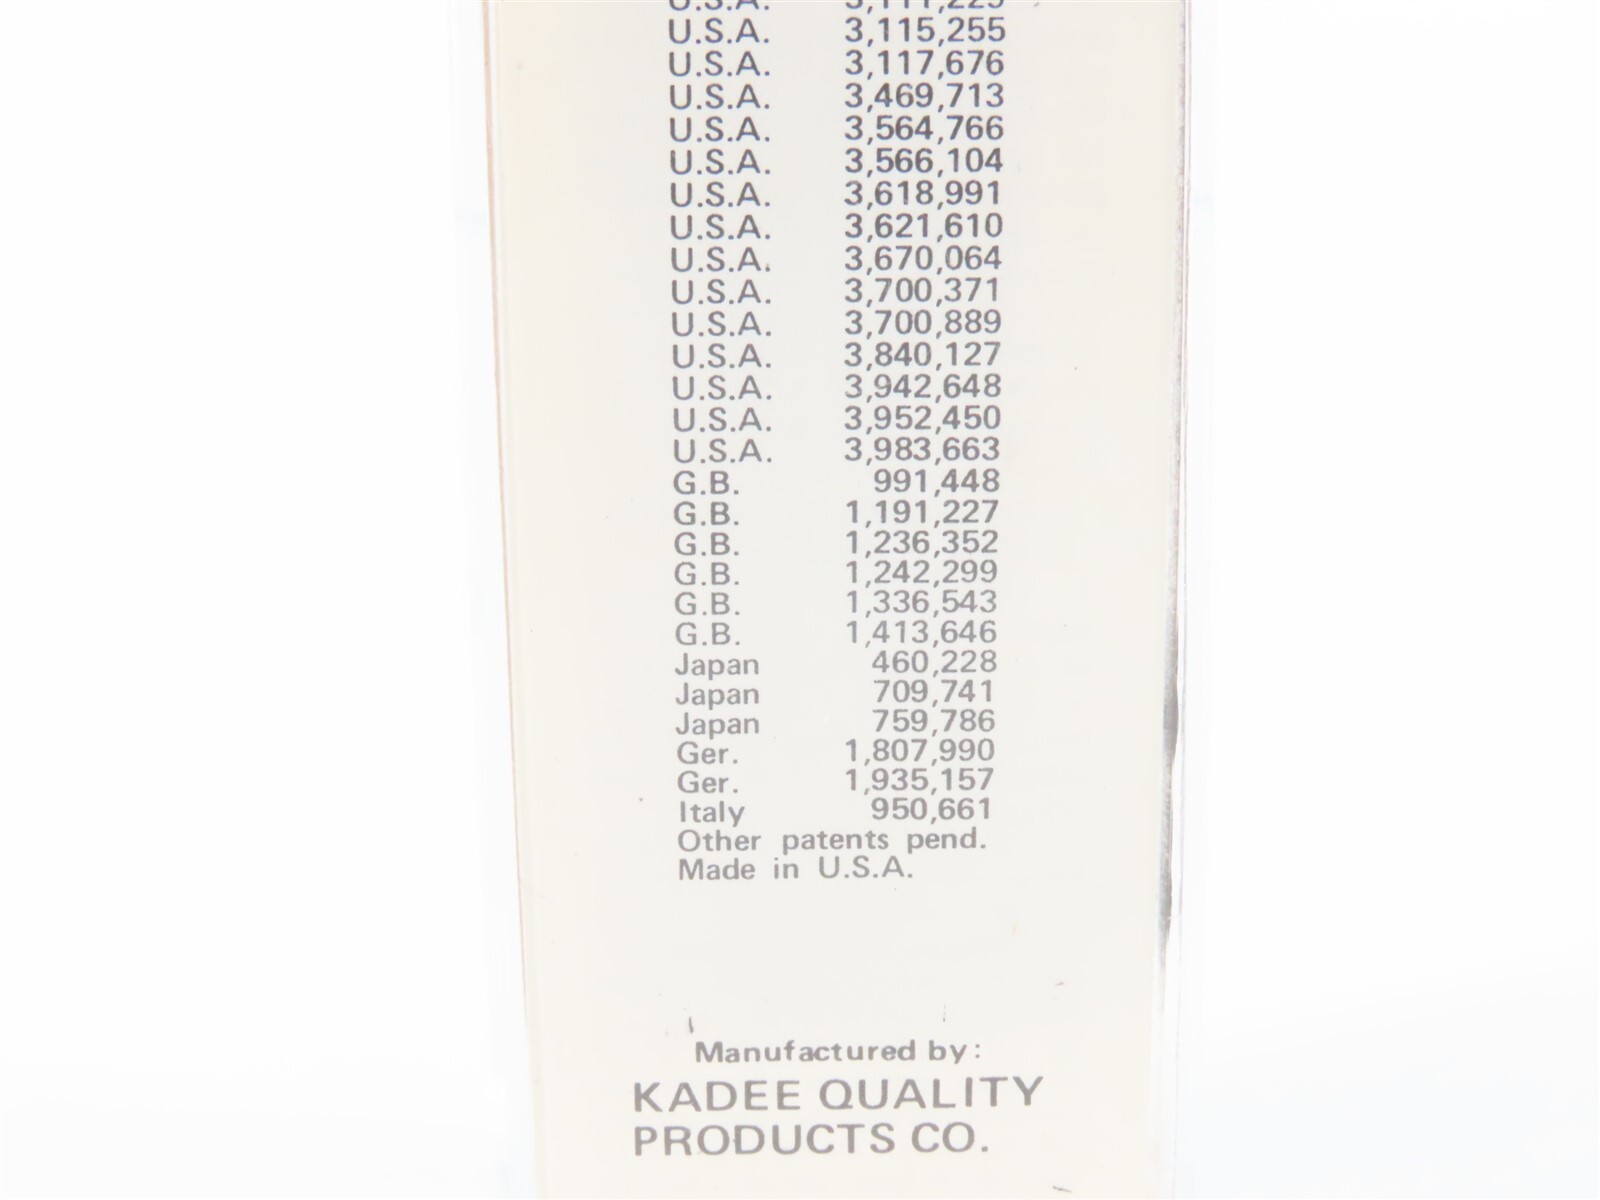 U.S.A. 3,111,229
U.S.A. 3,115,255
U.S.A. 3,117,676
U.S.A. 3,469,713
U.S.A. 3,564,766
U.S.A. 3,566,104
U.S.A. 3,618,991
U.S.A. 3,621,610
U.S.A. 3,670,064
U.S.A. 3,700,371
U.S.A. 3,700,889
U.S.A. 3,840,127
U.S.A. 3,942,648
U.S.A. 3,952,450
U.S.A. 3,983,663
G.B. 991,448
G.B. 1,191,227
G.B. 1,236,352
G.B. 1,242,299
G.B. 1,336,543
G.B. 1,413,646
Japan 460,228
Japan 709,741
Japan 759,786
Ger. 1,807,990
Ger. 1,935,157
Italy 950,661
Other patents pend.
Made in U.S.A.
Manufactured by:
KADEE QUALITY
PRODUCTS CO.